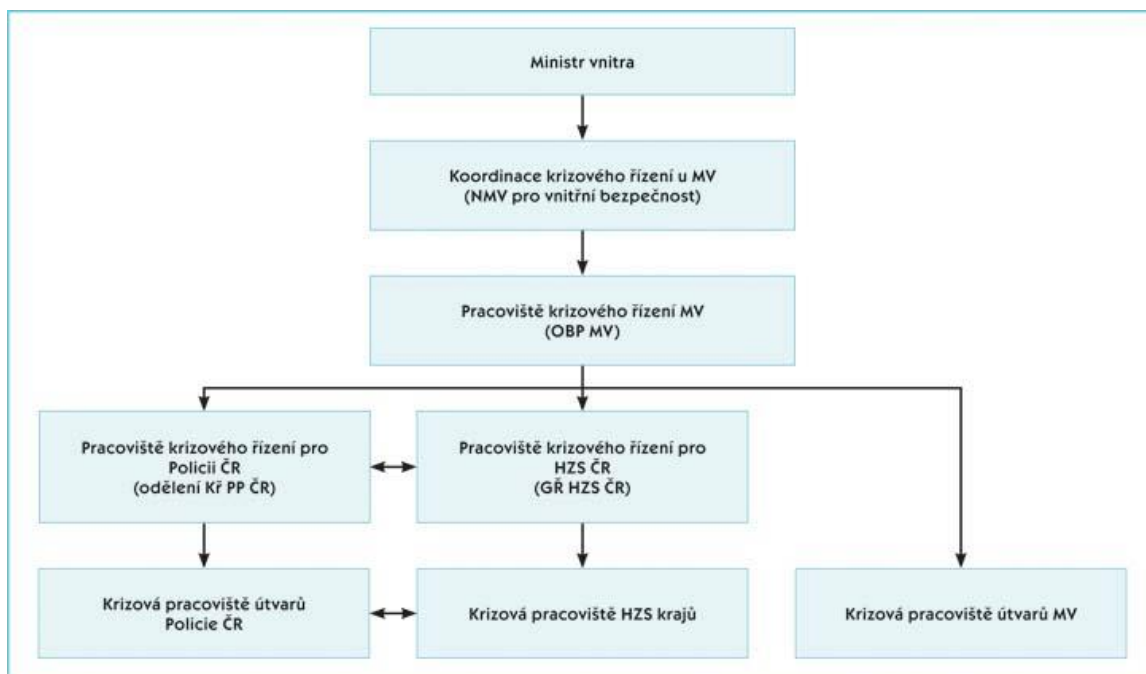 Ministr vnitra
Koordinace krizového řízení u MV
(NMV pro vnitřní bezpečnost)
Pracoviště krizového řízení MV
(OBP MV)
Pracoviště krizového řízení pro
Policii ČR
(odělení Kř PP ČR)
Pracoviště krizového řízení pro
HZS ČR
(GŘ HZS ČR)
Krizová pracoviště útvarů
Policie ČR
Krizová pracoviště HZS krajů
Krizová pracoviště útvarů MV